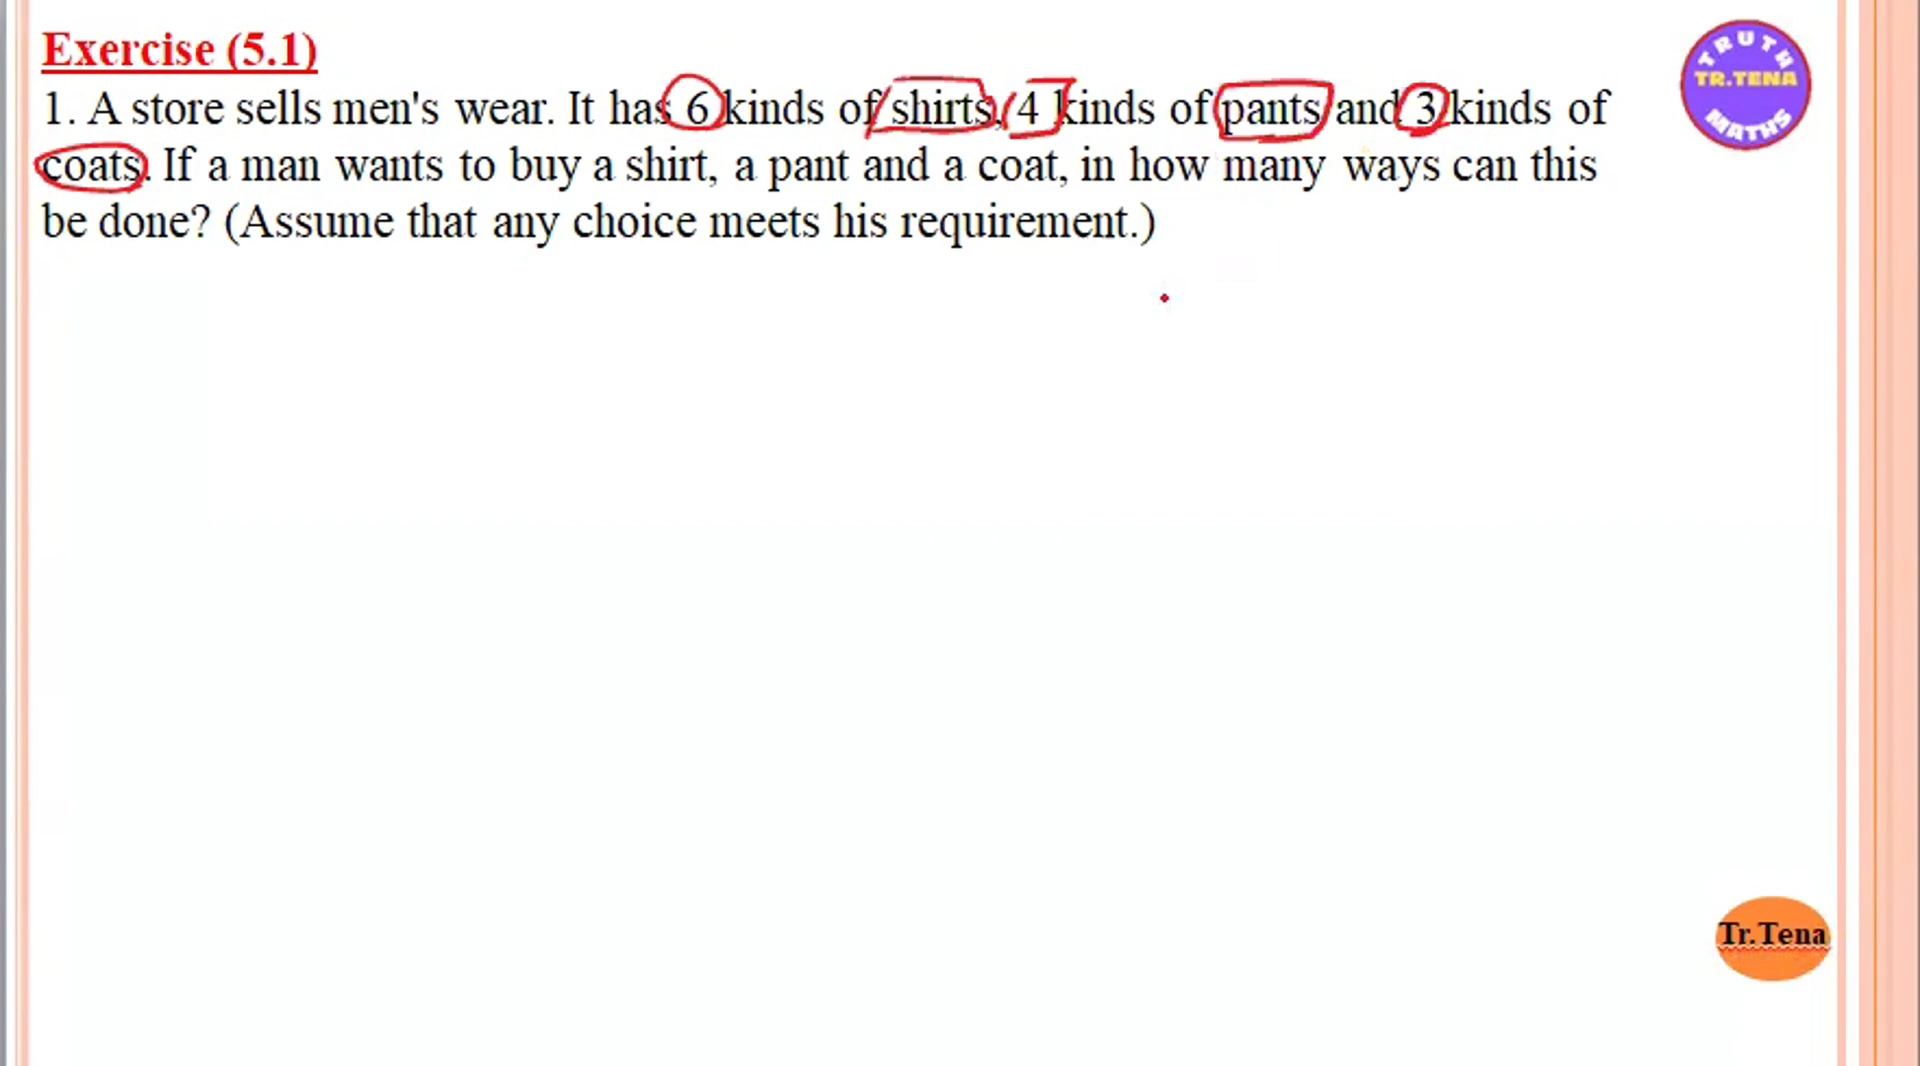 Exercise (5.1)
1. A store sells men's wear. It has 6 kinds of shirts, 4 kinds of pants and 3 kinds of
coats. If a man wants to buy a shirt, a pant and a coat, in how many ways can this
be done? (Assume that any choice meets his requirement.)
TRUTH
TR.TENA
MATHS
Tr.Tena